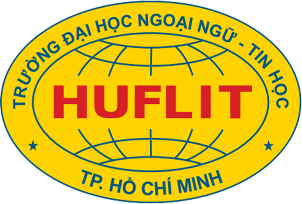 TRƯỜNG ĐẠI HỌC NGOẠI NGỮ - TIN HỌC
HUFLIT
TP. HỒ CHÍ MINH